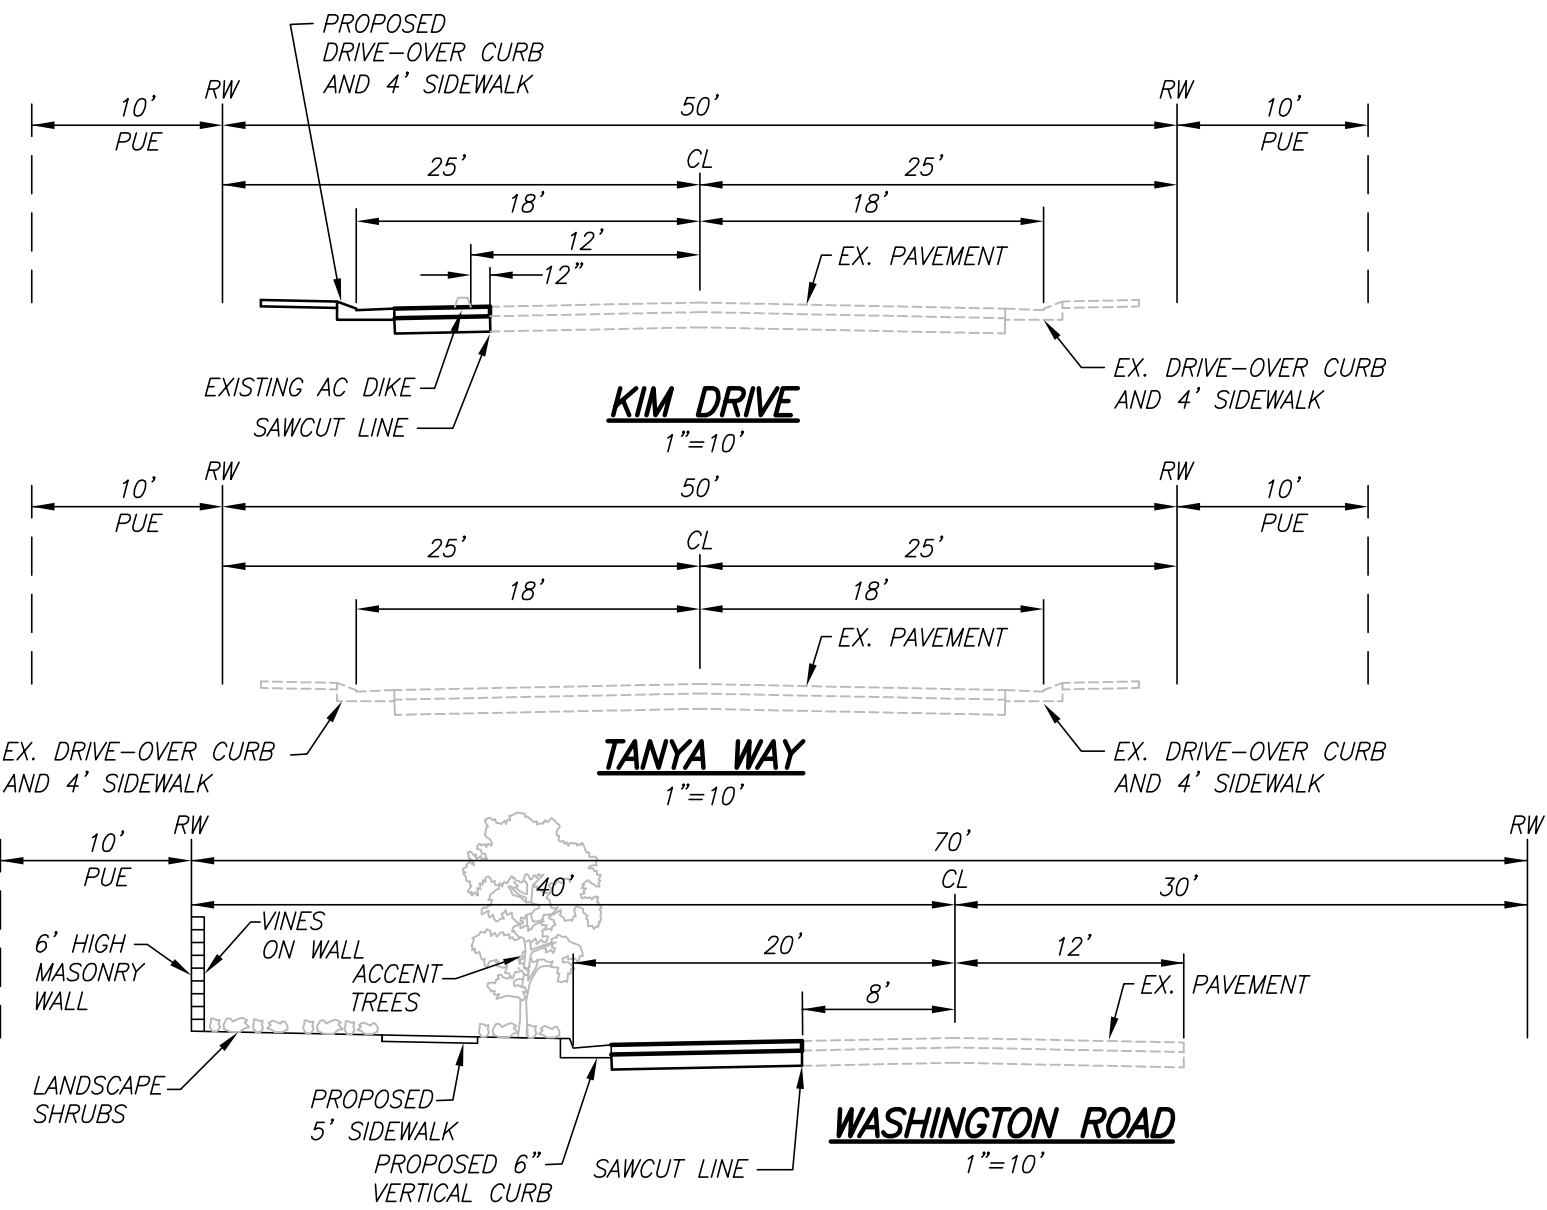 PROPOSED
DRIVE-OVER CURB
AND 4' SIDEWALK
RW
RW
10'
PUE
50'
10'
PUE
25'
CL
25'
18'
18'
12'
12"
EX. PAVEMENT
EXISTING AC DIKE
SAWCUT LINE
EX. DRIVE-OVER CURB
AND 4' SIDEWALK
KIM DRIVE
1"=10'
RW
RW
10'
PUE
50'
10'
PUE
25'
CL
25'
18'
18'
EX. PAVEMENT
EX. DRIVE-OVER CURB
AND 4' SIDEWALK
EX. DRIVE-OVER CURB
AND 4' SIDEWALK
TANYA WAY
1"=10'
RW
RW
10'
PUE
70'
40'
CL
30'
VINES
ON WALL
6' HIGH
MASONRY
WALL
ACCENT
TREES
20'
12'
8'
EX. PAVEMENT
LANDSCAPE
SHRUBS
PROPOSED
5' SIDEWALK
PROPOSED 6"
VERTICAL CURB
SAWCUT LINE
WASHINGTON ROAD
1"=10'